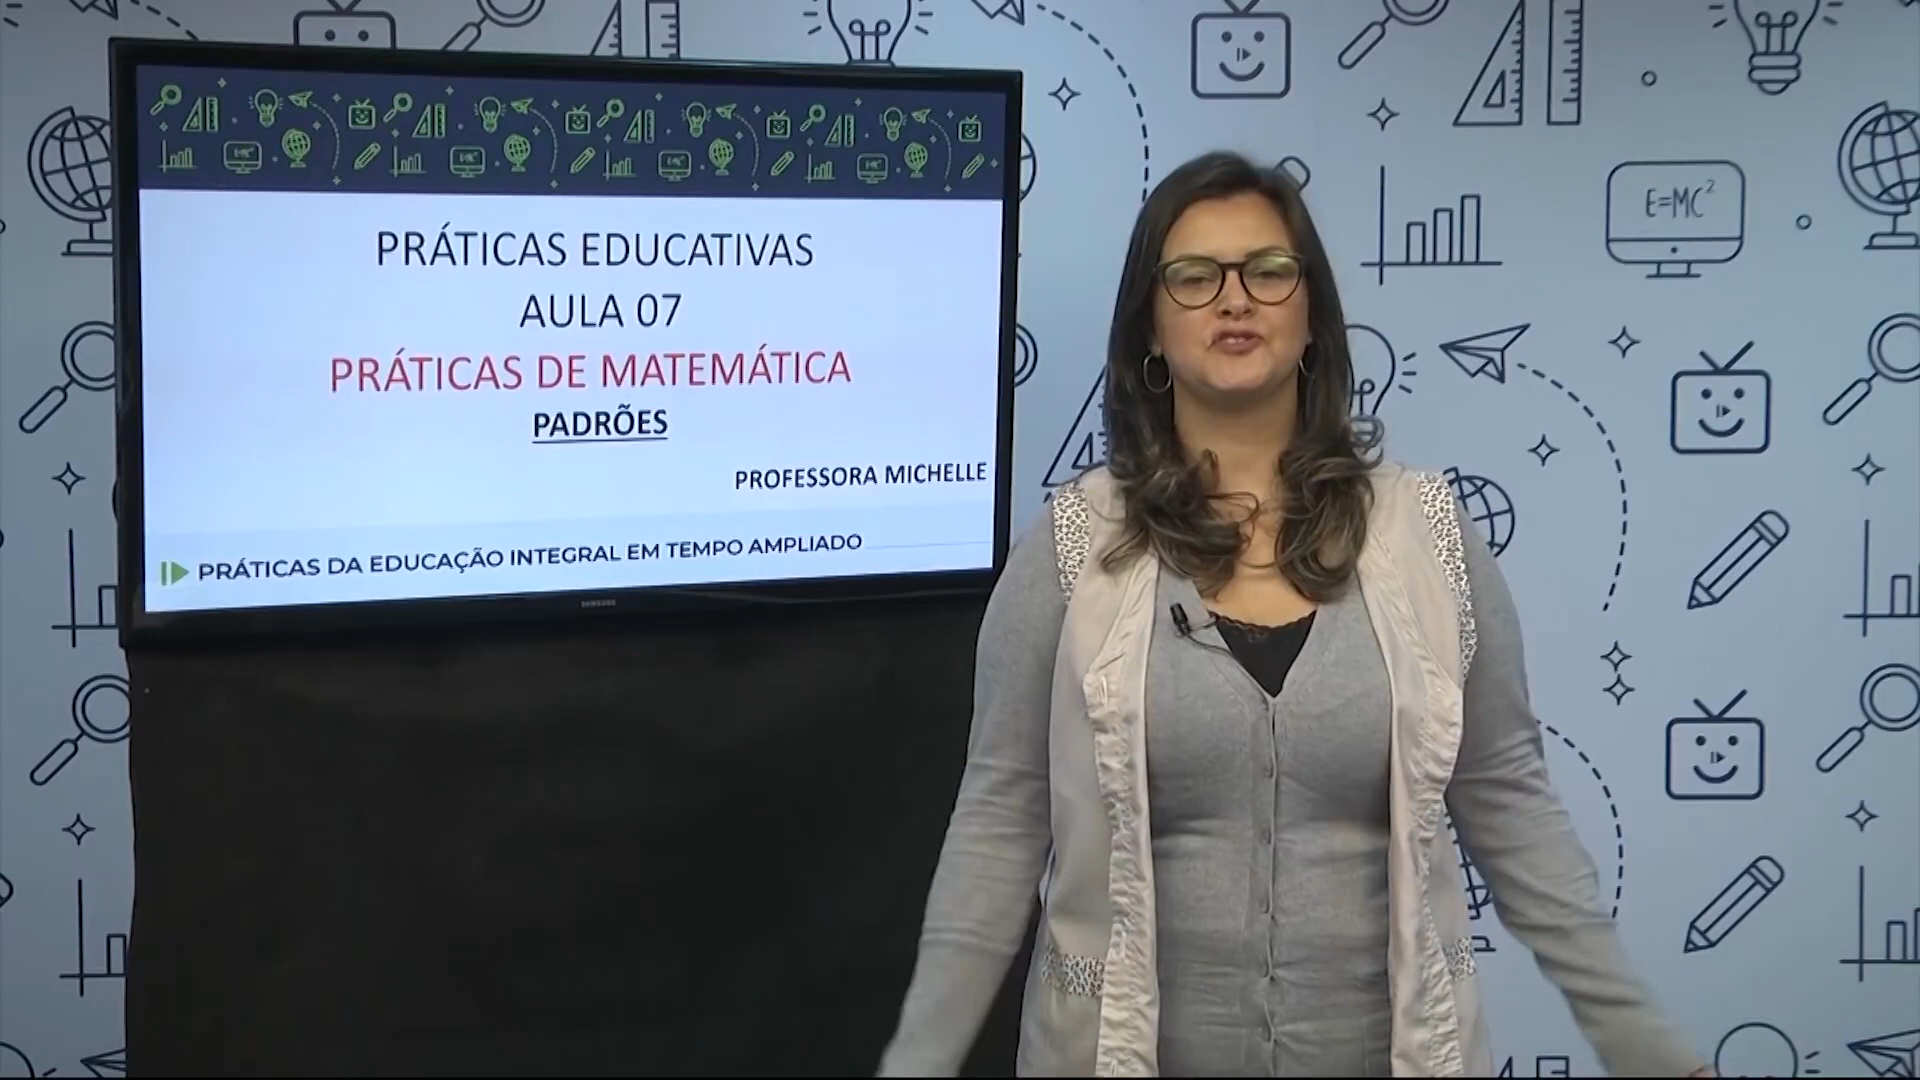 PRÁTICAS EDUCATIVAS
AULA 07
PRÁTICAS DE MATEMÁTICA
PADRÕES
PROFESSORA MICHELLE
PRÁTICAS DA EDUCAÇÃO INTEGRAL EM TEMPO AMPLIADO
SAMSUNG
E=MC²